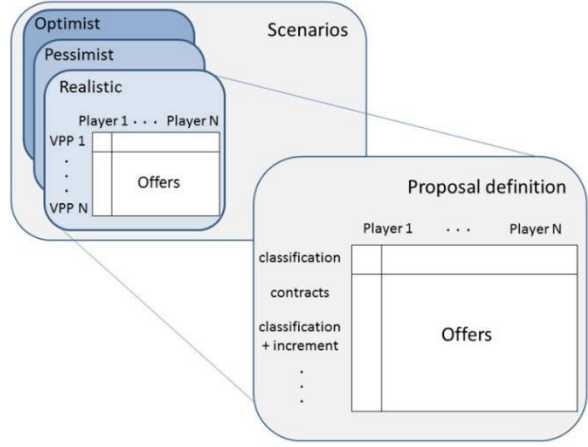 Optimist
Scenarios
Pessimist
Realistic
Player 1 · · · Player N
VPP 1
.
.
.
.
Offers
VPP N
Proposal definition
Player 1 · · · Player N
classification
contracts
classification
+ increment
Offers
.
.
.